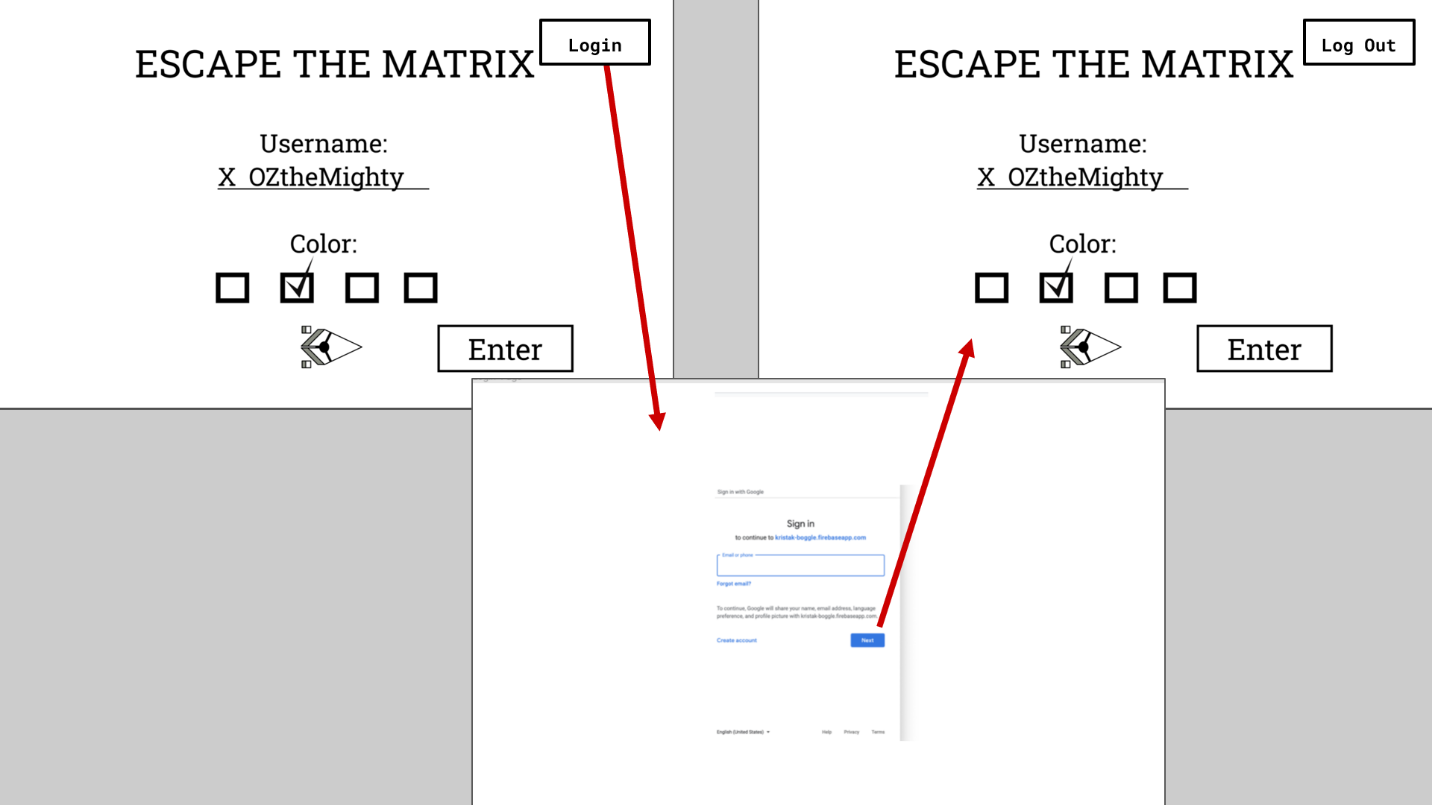 ESCAPE THE MATRIX
Login
Username:
X OZtheMighty
Color:
Enter
ESCAPE THE MATRIX
Log Out
Username:
X OZtheMighty
Color:
Enter
Sign in with Google
Sign in
to continue to kristak-boggle.firebaseapp.com
Email or phone
Forgot email?
To continue, Google will share your name, email address, language
preference, and profile picture with kristak-boggle.firebaseapp.com.
Create account
Next
English (United States)
Help Privacy Terms